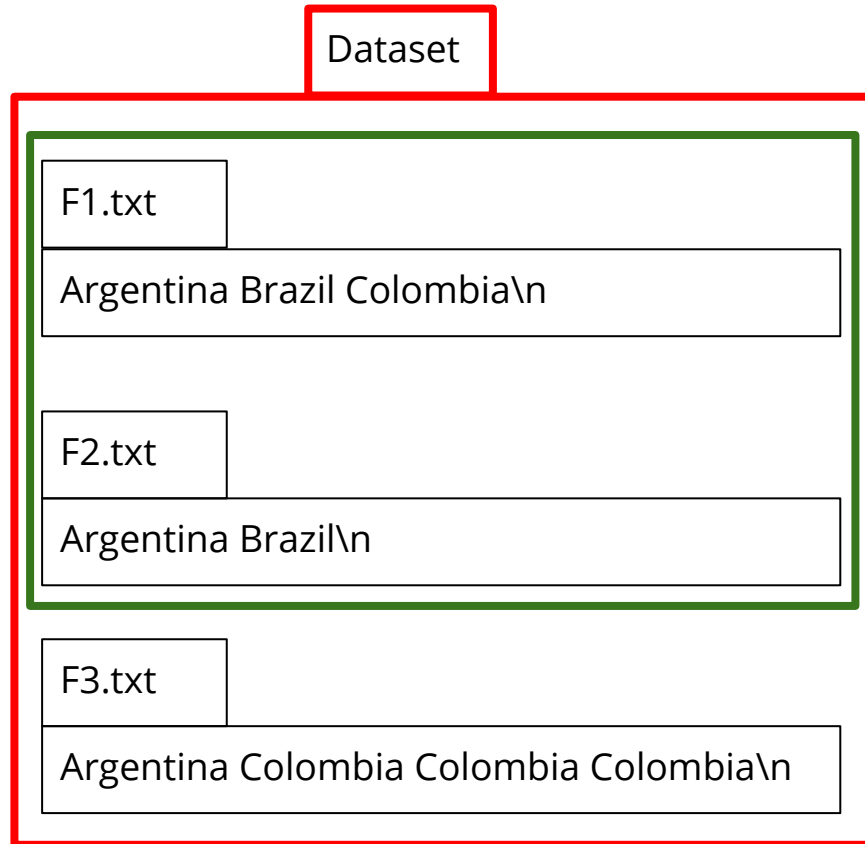 Dataset
F1.txt
Argentina Brazil Colombia\n
F2.txt
Argentina Brazil\n
F3.txt
Argentina Colombia Colombia Colombia\n